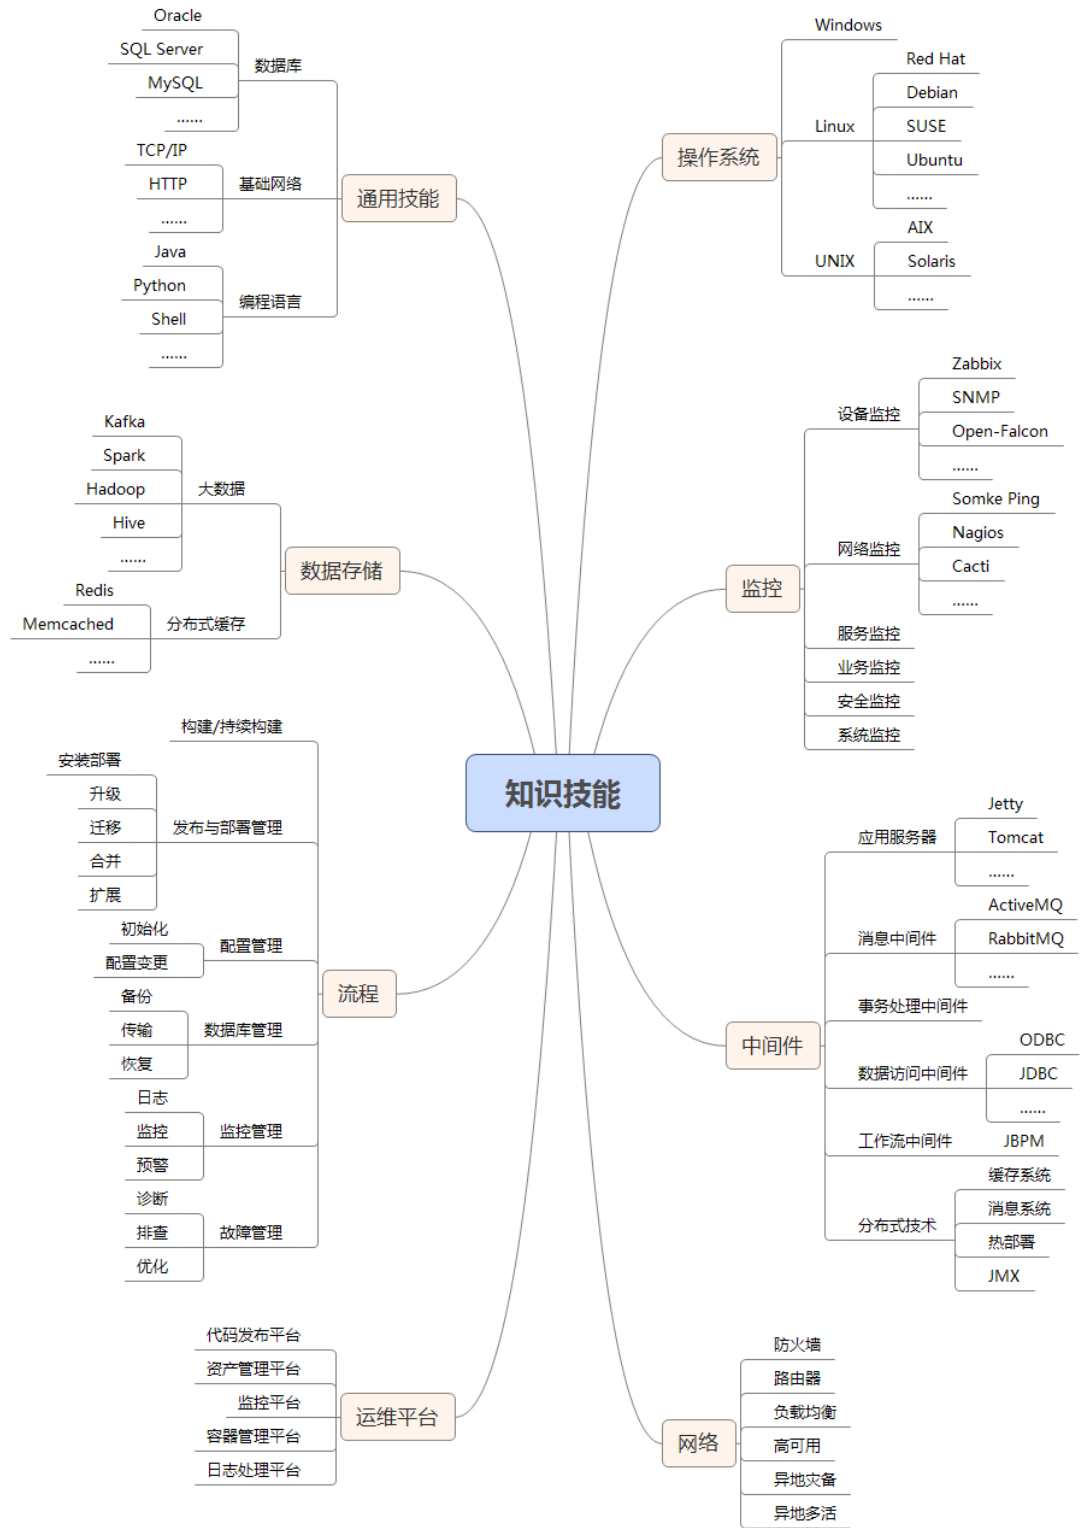 知识技能
通用技能
数据库
Oracle
SQL Server
MySQL
......
基础网络
TCP/IP
HTTP
......
编程语言
Java
Python
Shell
......
数据存储
大数据
Kafka
Spark
Hadoop
Hive
......
分布式缓存
Redis
Memcached
......
流程
构建/持续构建
发布与部署管理
安装部署
升级
迁移
合并
扩展
配置管理
初始化
配置变更
数据库管理
备份
传输
恢复
监控管理
日志
监控
预警
故障管理
诊断
排查
优化
运维平台
代码发布平台
资产管理平台
监控平台
容器管理平台
日志处理平台
操作系统
Windows
Linux
Red Hat
Debian
SUSE
Ubuntu
......
UNIX
AIX
Solaris
......
监控
设备监控
Zabbix
SNMP
Open-Falcon
......
网络监控
Somke Ping
Nagios
Cacti
......
服务监控
业务监控
安全监控
系统监控
中间件
应用服务器
Jetty
Tomcat
......
消息中间件
ActiveMQ
RabbitMQ
......
事务处理中间件
数据访问中间件
ODBC
JDBC
......
工作流中间件
JBPM
分布式技术
缓存系统
消息系统
热部署
JMX
网络
防火墙
路由器
负载均衡
高可用
异地灾备
异地多活